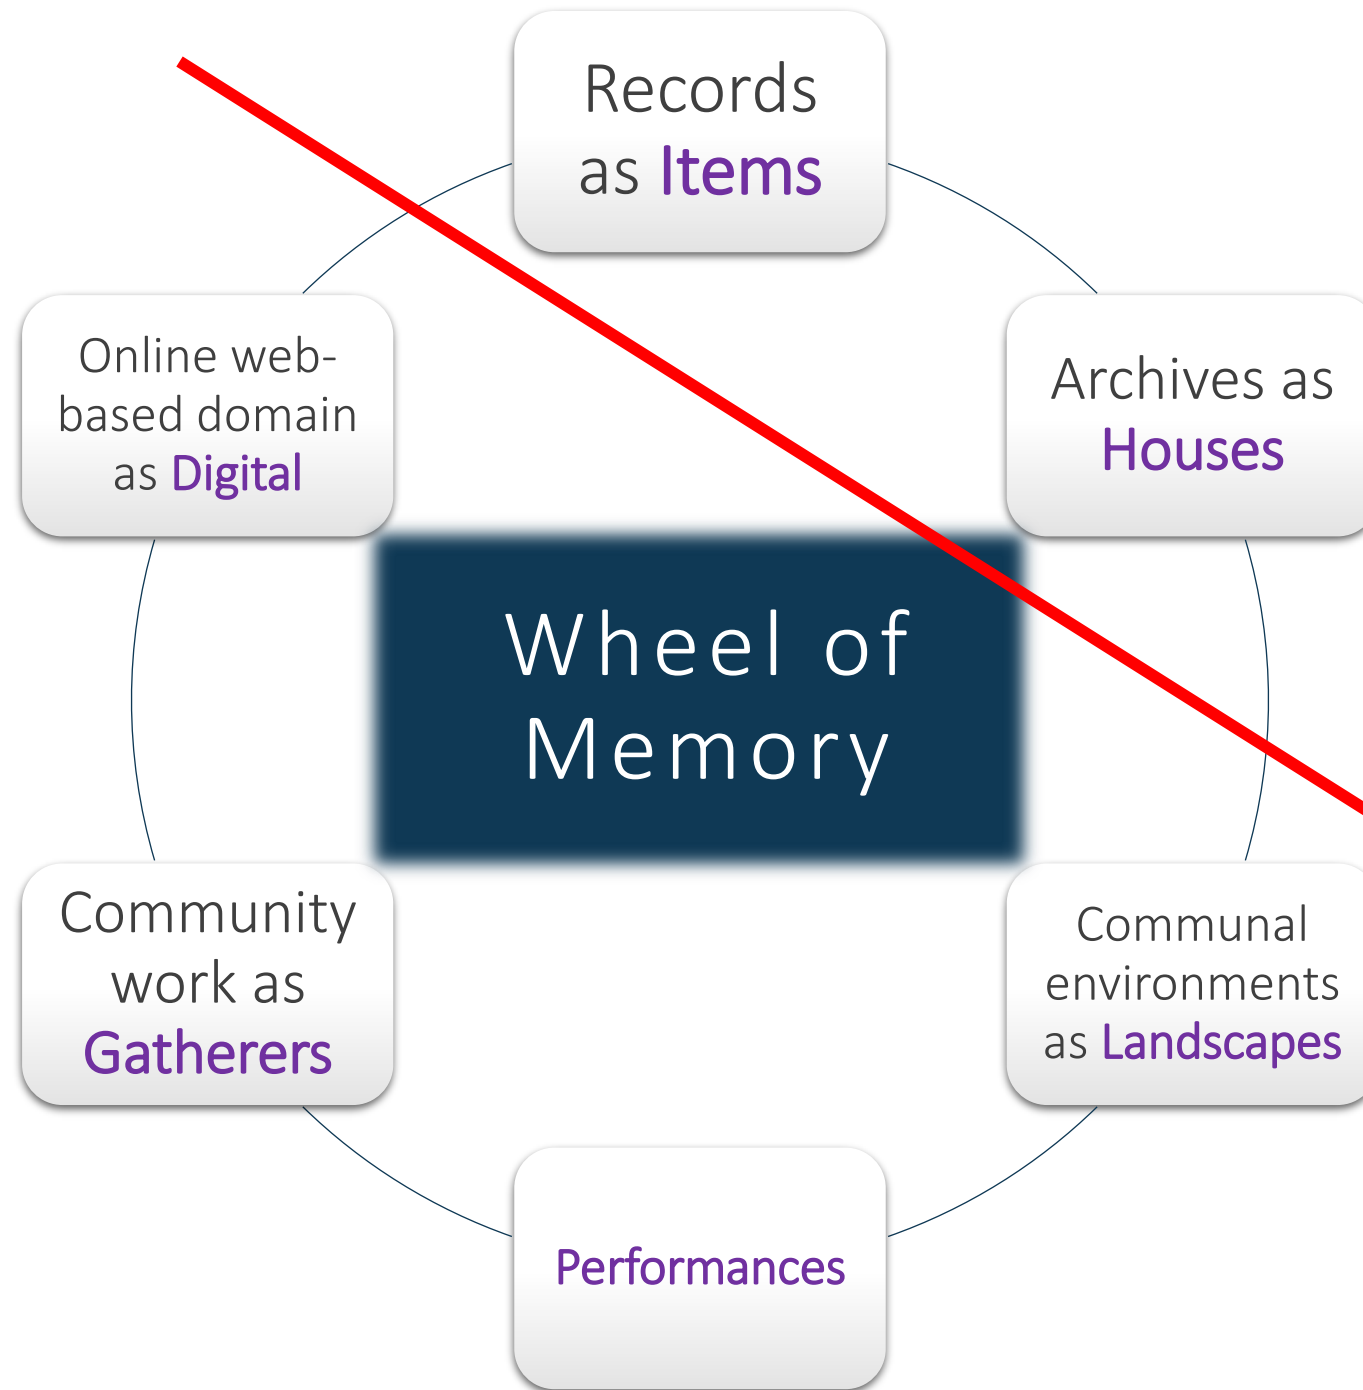 Records
as Items
Archives as
Houses
Communal
environments
as Landscapes
Performances
Community
work as
Gatherers
Online web-
based domain
as Digital
Wheel of
Memory